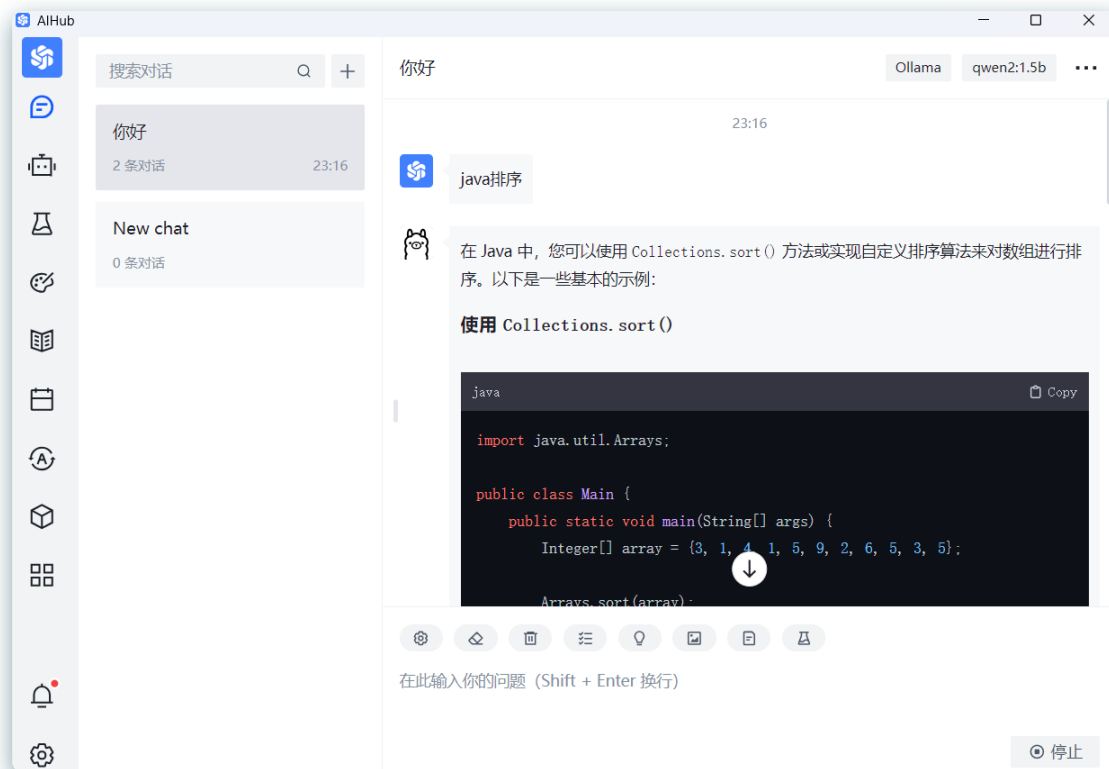 AIHub
搜索对话
你好
2 条对话
23:16
New chat
0 条对话
你好
Ollama
qwen2:1.5b
23:16
java排序
在 Java 中，您可以使用 Collections.sort() 方法或实现自定义排序算法来对数组进行排
序。以下是一些基本的示例：
使用 Collections.sort()
java
Copy
import java.util.Arrays;
public class Main {
public static void main(String[] args) {
Integer[] array = {3, 1, 4, 1, 5, 9, 2, 6, 5, 3, 5};
Arrays.sort(array);
在此输入你的问题（Shift + Enter 换行）
停止